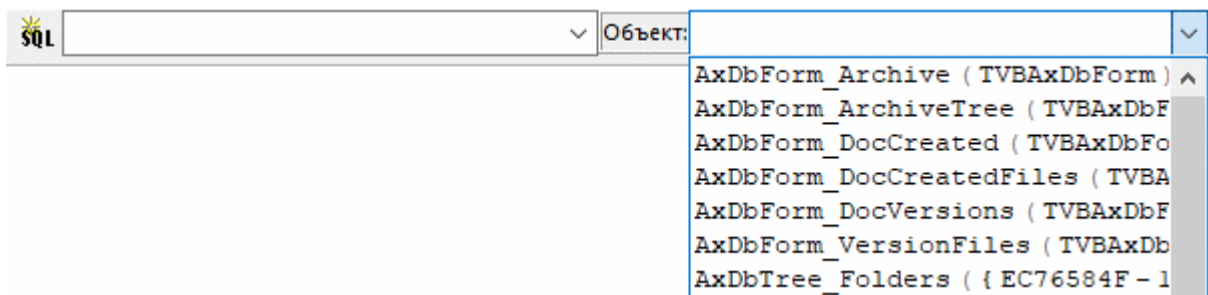 SQL Объект:
AxDbForm_Archive (TVBAxDbForm)
AxDbForm_ArchiveTree (TVBAxDbF
AxDbForm_DocCreated (TVBAxDbFo
AxDbForm_DocCreatedFiles (TVBA
AxDbForm_DocVersions (TVBAxDbF
AxDbForm_VersionFiles (TVBAxDb
AxDbTree_Folders ({EC76584F-1